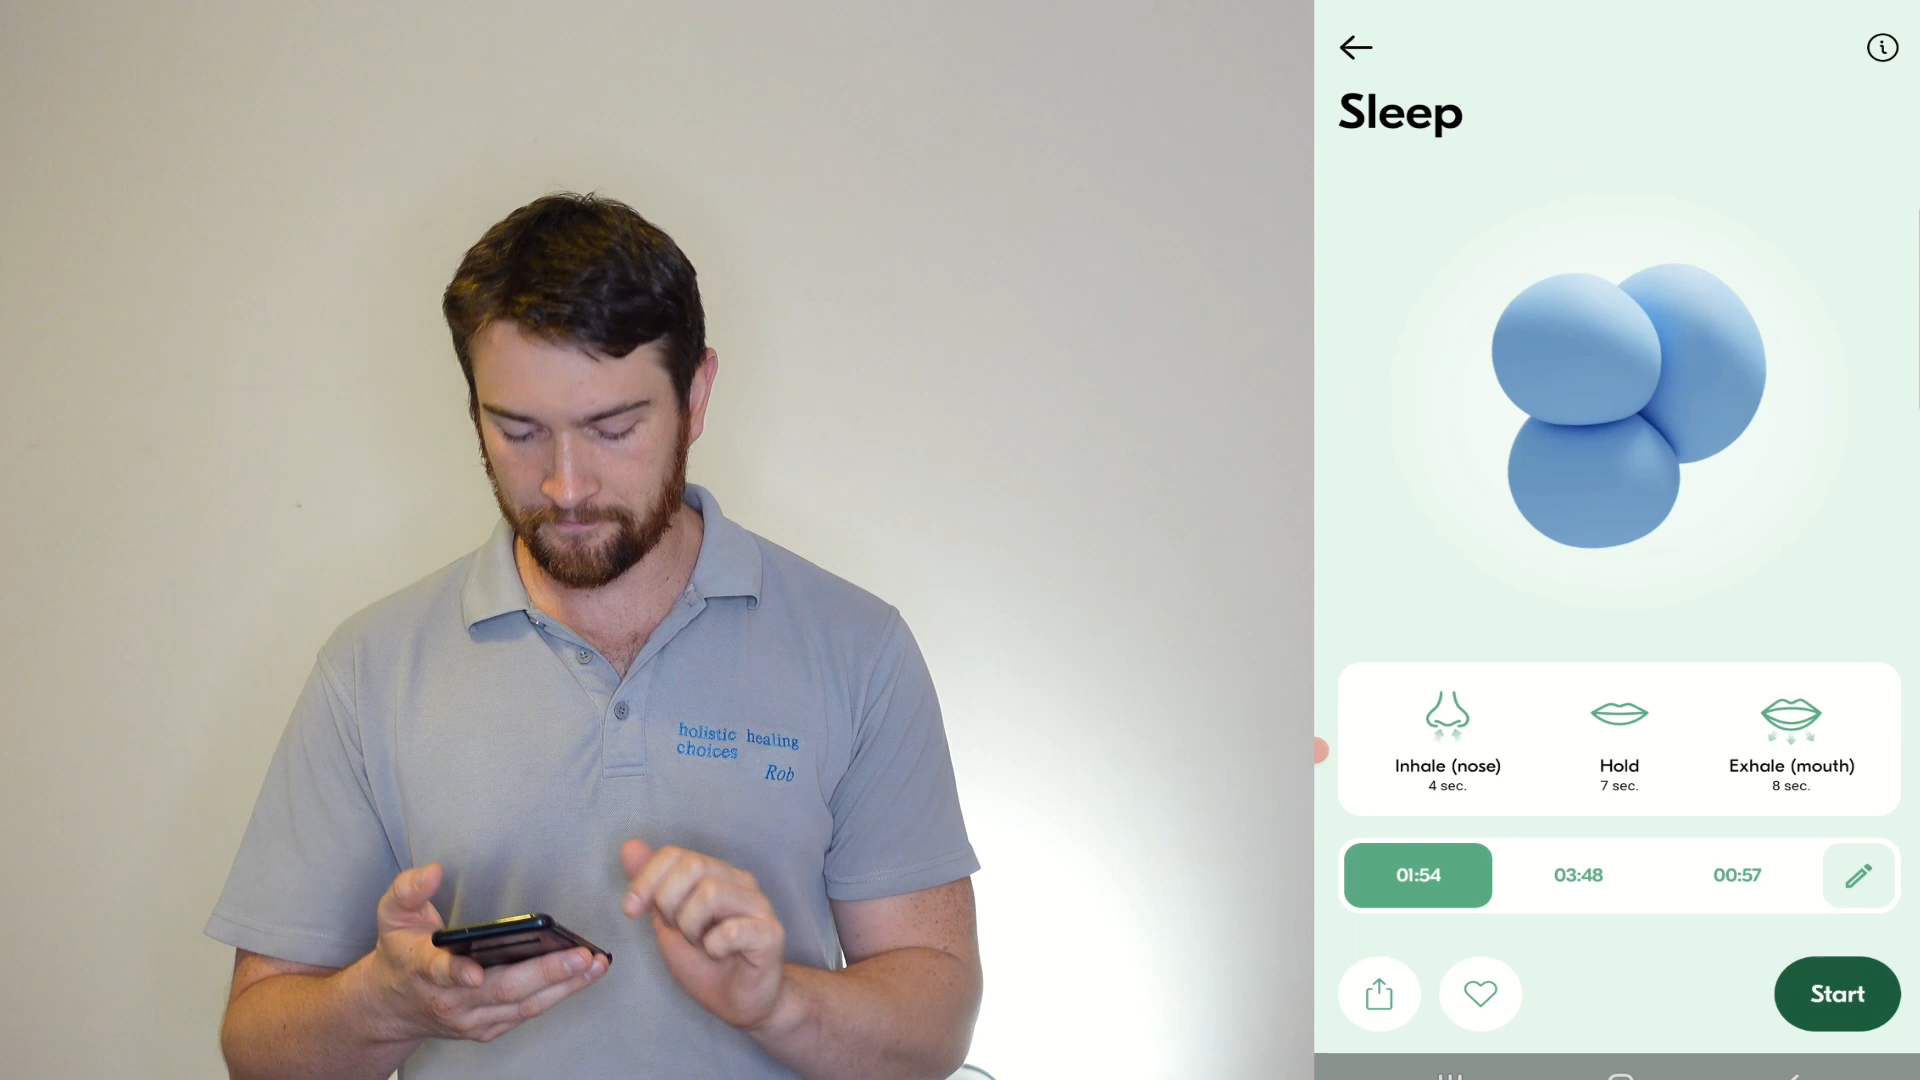 holistic healing
choices
Rob
Sleep
Inhale (nose)
4 sec.
Hold
7 sec.
Exhale (mouth)
8 sec.
01:54
03:48
00:57
Start